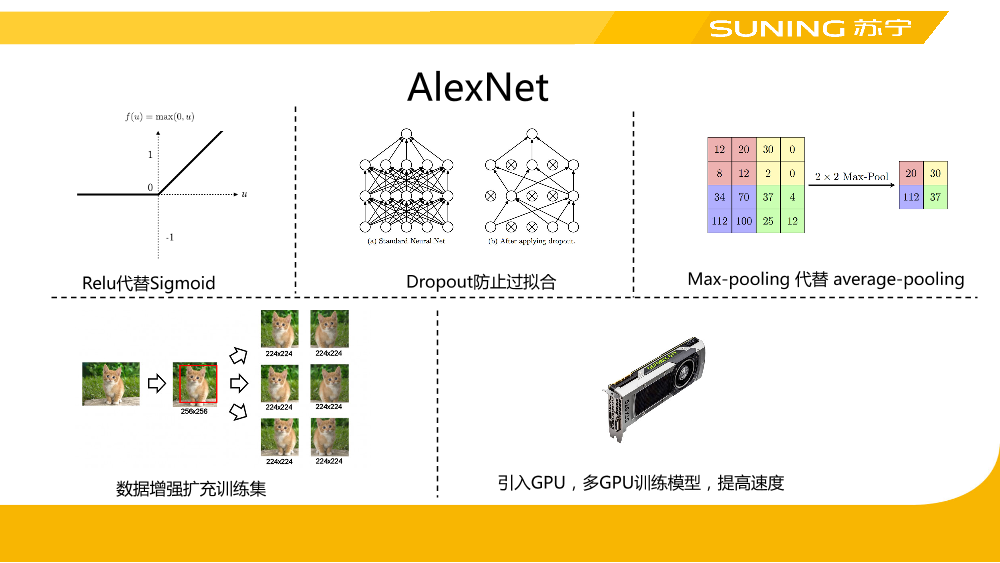 SUNING 苏宁
AlexNet
f(u) = max(0, u)
1
0
u
-1
Relu代替Sigmoid
(a) Standard Neural Net
(b) After applying dropout.
Dropout防止过拟合
12 20 30 0
8 12 2 0
34 70 37 4
112 100 25 12
2 × 2 Max-Pool
20 30
112 37
Max-pooling 代替 average-pooling
256x256
224x224 224x224
224x224 224x224
224x224 224x224
数据增强扩充训练集
引入GPU，多GPU训练模型，提高速度